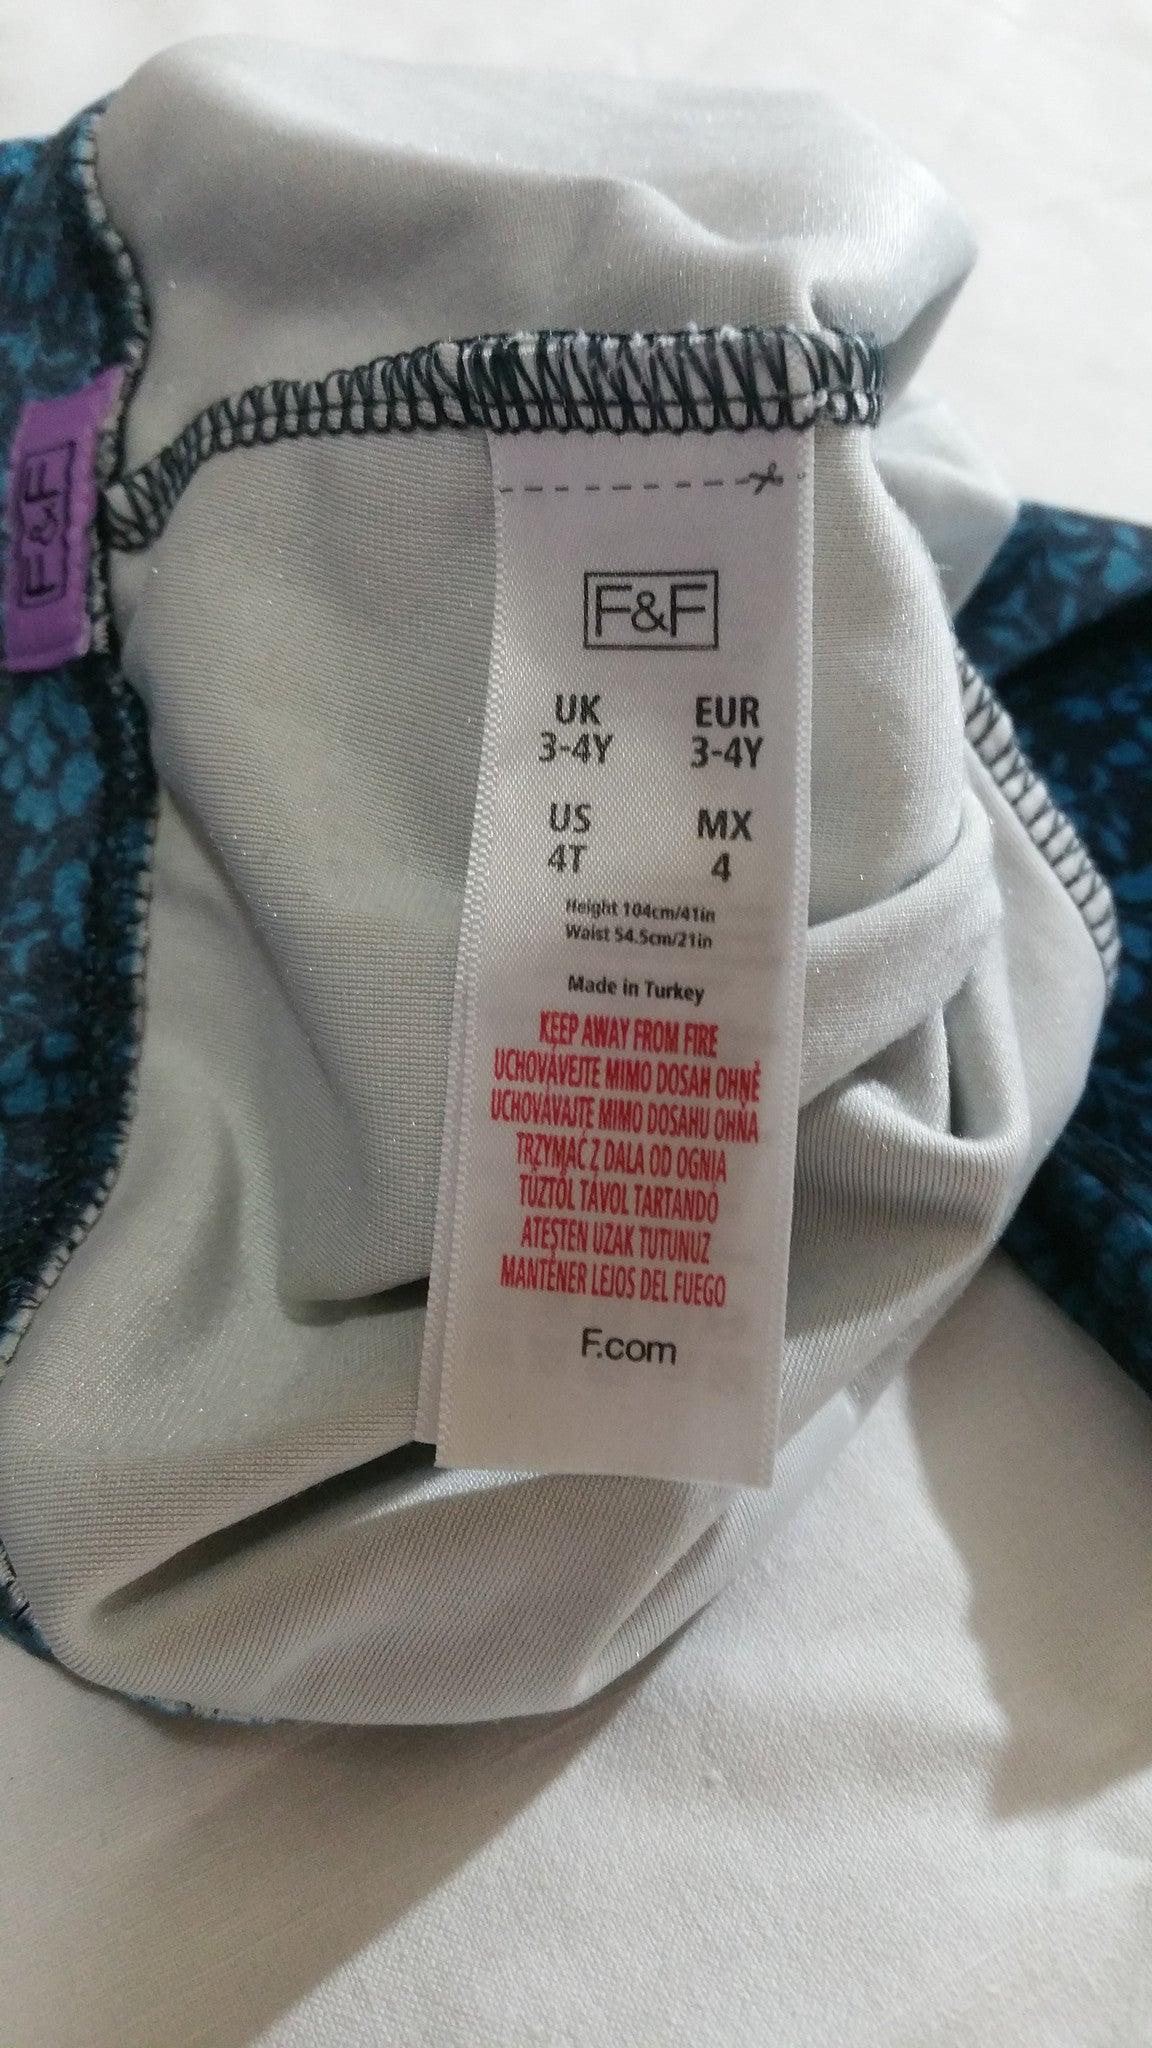 F&F
F&F
UK EUR
3-4Y 3-4Y
US MX
4T 4
Height 104cm/41in
Waist 54.5cm/21in
Made in Turkey
KEEP AWAY FROM FIRE
UCHOVÁVEJTE MIMO DOSAH OHNĚ
UCHOVÁVAJTE MIMO DOSAHU OHŇA
TRZYMAĆ Z DALA OD OGNIA
TŰZTŐL TÁVOL TARTANDÓ
ATEŞTEN UZAK TUTUNUZ
MANTENER LEJOS DEL FUEGO
F.com